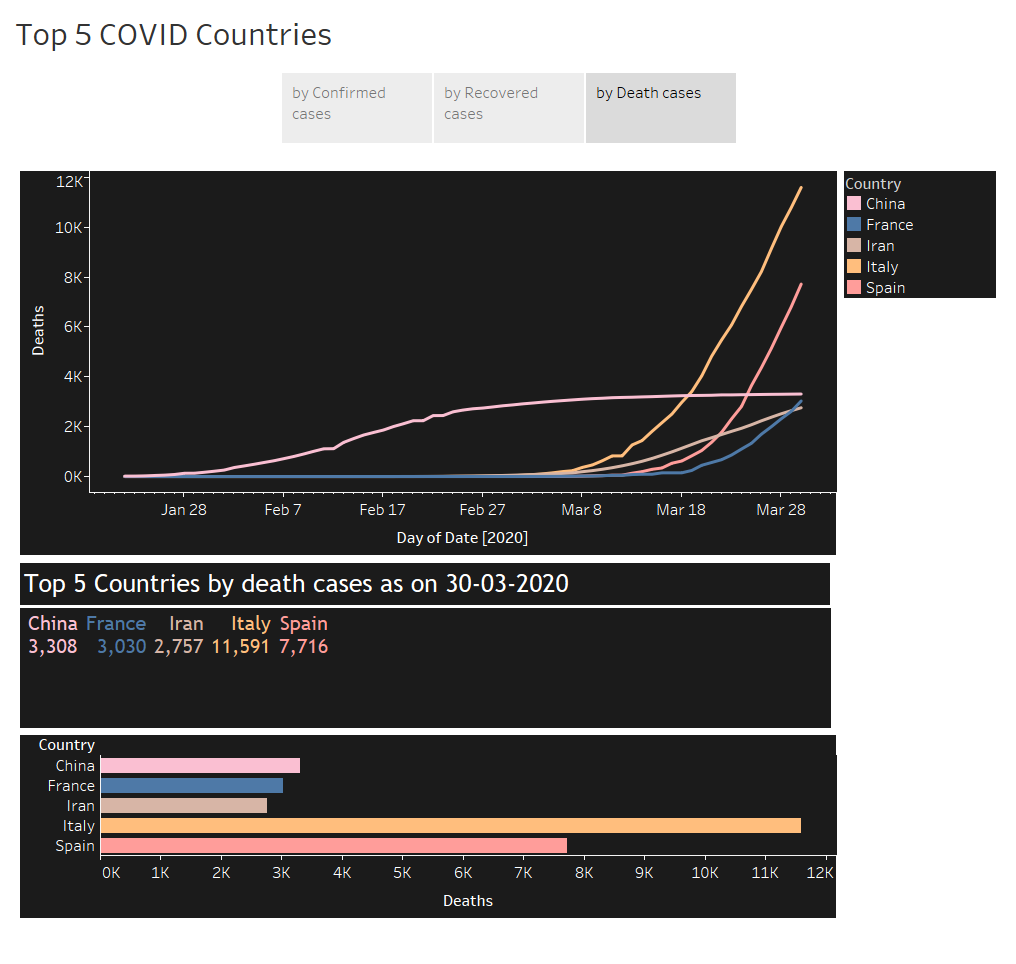 Top 5 COVID Countries
by Confirmed
cases
by Recovered
cases
by Death cases
12K
10K
8K
6K
4K
2K
0K
Deaths
Jan 28 Feb 7 Feb 17 Feb 27 Mar 8 Mar 18 Mar 28
Day of Date [2020]
Country
China
France
Iran
Italy
Spain
Top 5 Countries by death cases as on 30-03-2020
China France Iran Italy Spain
3,308 3,030 2,757 11,591 7,716
Country
China
France
Iran
Italy
Spain
0K 1K 2K 3K 4K 5K 6K 7K 8K 9K 10K 11K 12K
Deaths